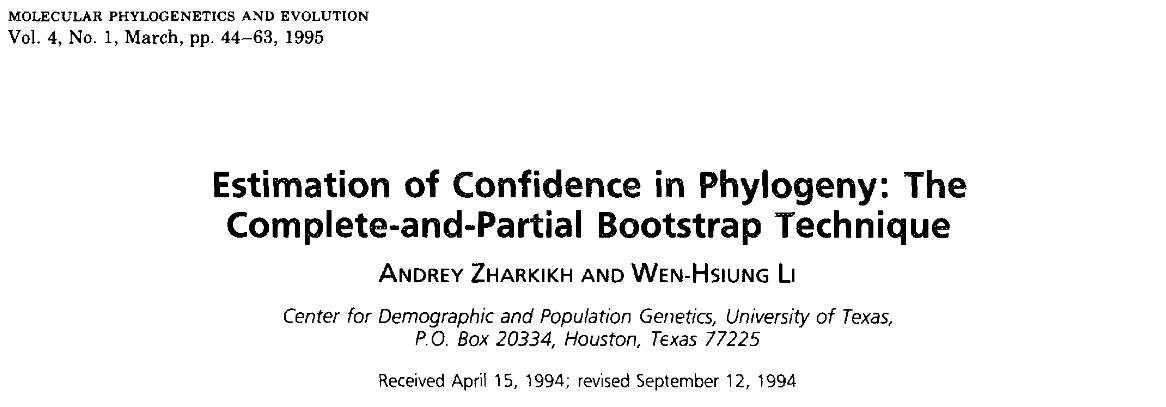 MOLECULAR PHYLOGENETICS AND EVOLUTION
Vol. 4, No. 1, March, pp. 44–63, 1995
Estimation of Confidence in Phylogeny: The
Complete-and-Partial Bootstrap Technique
ANDREY ZHARKIKH AND WEN-HSIUNG LI
Center for Demographic and Population Genetics, University of Texas,
P.O. Box 20334, Houston, Texas 77225
Received April 15, 1994; revised September 12, 1994